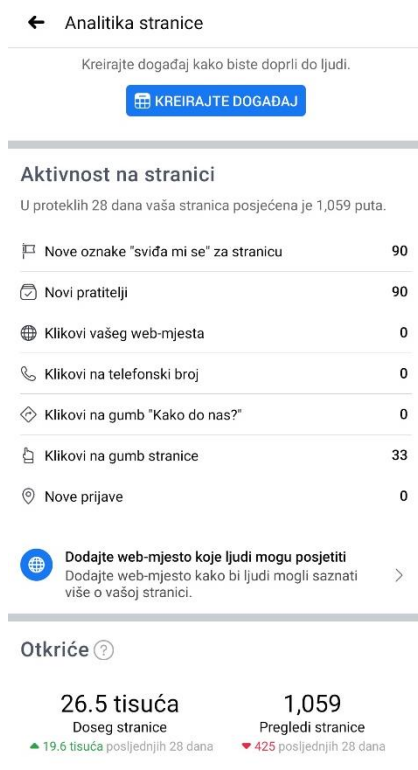 Analitika stranice
Kreirajte događaj kako biste doprli do ljudi.
KREIRAJTE DOGAĐAJ
Aktivnost na stranici
U proteklih 28 dana vaša stranica posjećena je 1,059 puta.
Nove oznake "sviđa mi se" za stranicu 90
Novi pratitelji 90
Klikovi vašeg web-mjesta 0
Klikovi na telefonski broj 0
Klikovi na gumb "Kako do nas?" 0
Klikovi na gumb stranice 33
Nove prijave 0
Dodajte web-mjesto koje ljudi mogu posjetiti
Dodajte web-mjesto kako bi ljudi mogli saznati
više o vašoj stranici.
Otkriće ?
26.5 tisuća 1,059
Doseg stranice Pregledi stranice
19.6 tisuća posljednjih 28 dana 425 posljednjih 28 dana